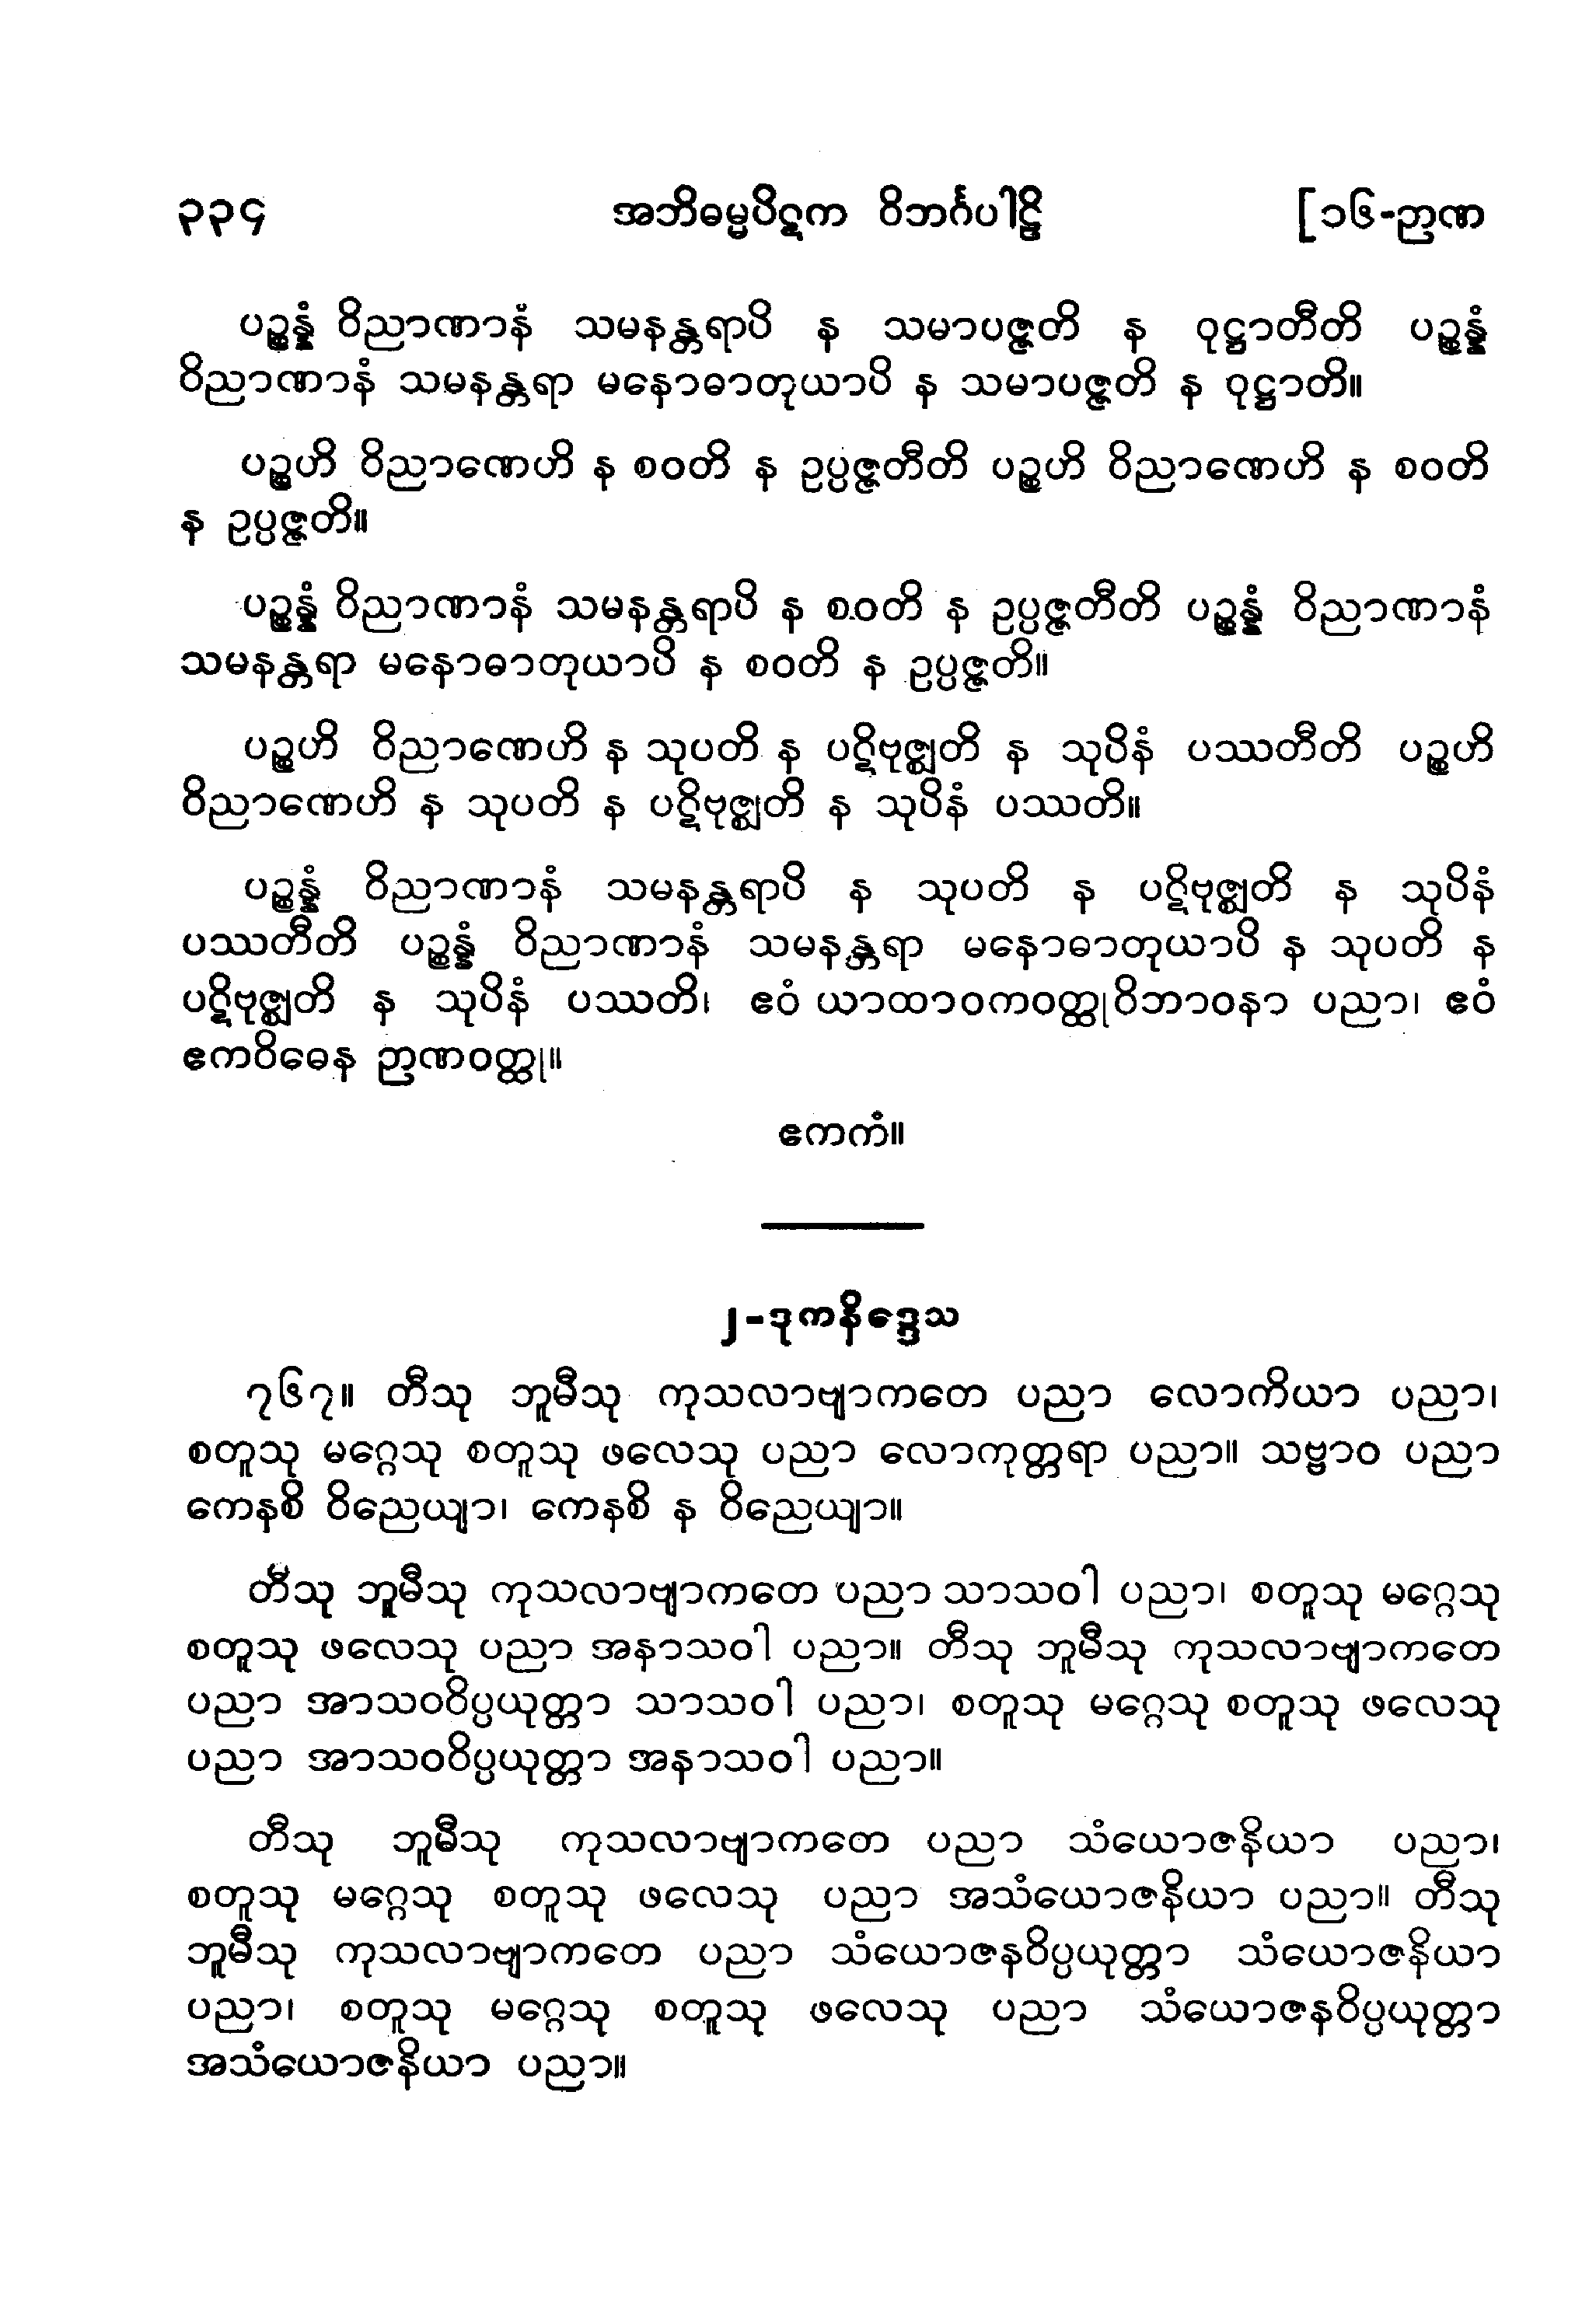 ၃၃၄ အဘိဓမ္မပိဋက ဝိဘင်္ဂပါဠိ [၁၆-ဉာဏ
ပဉ္စန္နံ ဝိညာဏာနံ သမနန္တရာပိ န သမာပဇ္ဇတိ န ဝုဋ္ဌာတီတိ ပဉ္စန္နံ
ဝိညာဏာနံ သမနန္တရာ မနောဓာတုယာပိ န သမာပဇ္ဇတိ န ဝုဋ္ဌာတိ။
ပဉ္စဟိ ဝိညာဏေဟိ န စဝတိ န ဥပ္ပဇ္ဇတီတိ ပဉ္စဟိ ဝိညာဏေဟိ န စဝတိ
န ဥပ္ပဇ္ဇတိ။
ပဉ္စန္နံ ဝိညာဏာနံ သမနန္တရာပိ န စဝတိ န ဥပ္ပဇ္ဇတီတိ ပဉ္စန္နံ ဝိညာဏာနံ
သမနန္တရာ မနောဓာတုယာပိ န စဝတိ န ဥပ္ပဇ္ဇတိ။
ပဉ္စဟိ ဝိညာဏေဟိ န သုပတိ န ပဋိဗုဇ္ဈတိ န သုပိနံ ပဿတီတိ ပဉ္စဟိ
ဝိညာဏေဟိ န သုပတိ န ပဋိဗုဇ္ဈတိ န သုပိနံ ပဿတိ။
ပဉ္စန္နံ ဝိညာဏာနံ သမနန္တရာပိ န သုပတိ န ပဋိဗုဇ္ဈတိ န သုပိနံ
ပဿတီတိ ပဉ္စန္နံ ဝိညာဏာနံ သမနန္တရာ မနောဓာတုယာပိ န သုပတိ န
ပဋိဗုဇ္ဈတိ န သုပိနံ ပဿတိ၊ ဧဝံ ယာထာဝကဝတ္ထုဝိဘာဝနာ ပညာ၊ ဧဝံ
ဧကဝိဓေန ဉာဏဝတ္ထု။
ဧကကံ။
၂-ဒုကနိဒ္ဒေသ
၇၆၇။ တီသု ဘူမီသု ကုသလာဗျာကတေ ပညာ လောကိယာ ပညာ၊
စတူသု မဂ္ဂေသု စတူသု ဖလေသု ပညာ လောကုတ္တရာ ပညာ။ သဗ္ဗာဝ ပညာ
ကေနစိ ဝိညေယျာ၊ ကေနစိ န ဝိညေယျာ။
တီသု ဘူမီသု ကုသလာဗျာကတေ ပညာ သာသဝါ ပညာ၊ စတူသု မဂ္ဂေသု
စတူသု ဖလေသု ပညာ အနာသဝါ ပညာ။ တီသု ဘူမီသု ကုသလာဗျာကတေ
ပညာ အာသဝဝိပ္ပယုတ္တာ သာသဝါ ပညာ၊ စတူသု မဂ္ဂေသု စတူသု ဖလေသု
ပညာ အာသဝဝိပ္ပယုတ္တာ အနာသဝါ ပညာ။
တီသု ဘူမီသု ကုသလာဗျာကတေ ပညာ သံယောဇနိယာ ပညာ၊
စတူသု မဂ္ဂေသု စတူသု ဖလေသု ပညာ အသံယောဇနိယာ ပညာ။ တီသု
ဘူမီသု ကုသလာဗျာကတေ ပညာ သံယောဇနဝိပ္ပယုတ္တာ သံယောဇနိယာ
ပညာ၊ စတူသု မဂ္ဂေသု စတူသု ဖလေသု ပညာ သံယောဇနဝိပ္ပယုတ္တာ
အသံယောဇနိယာ ပညာ။